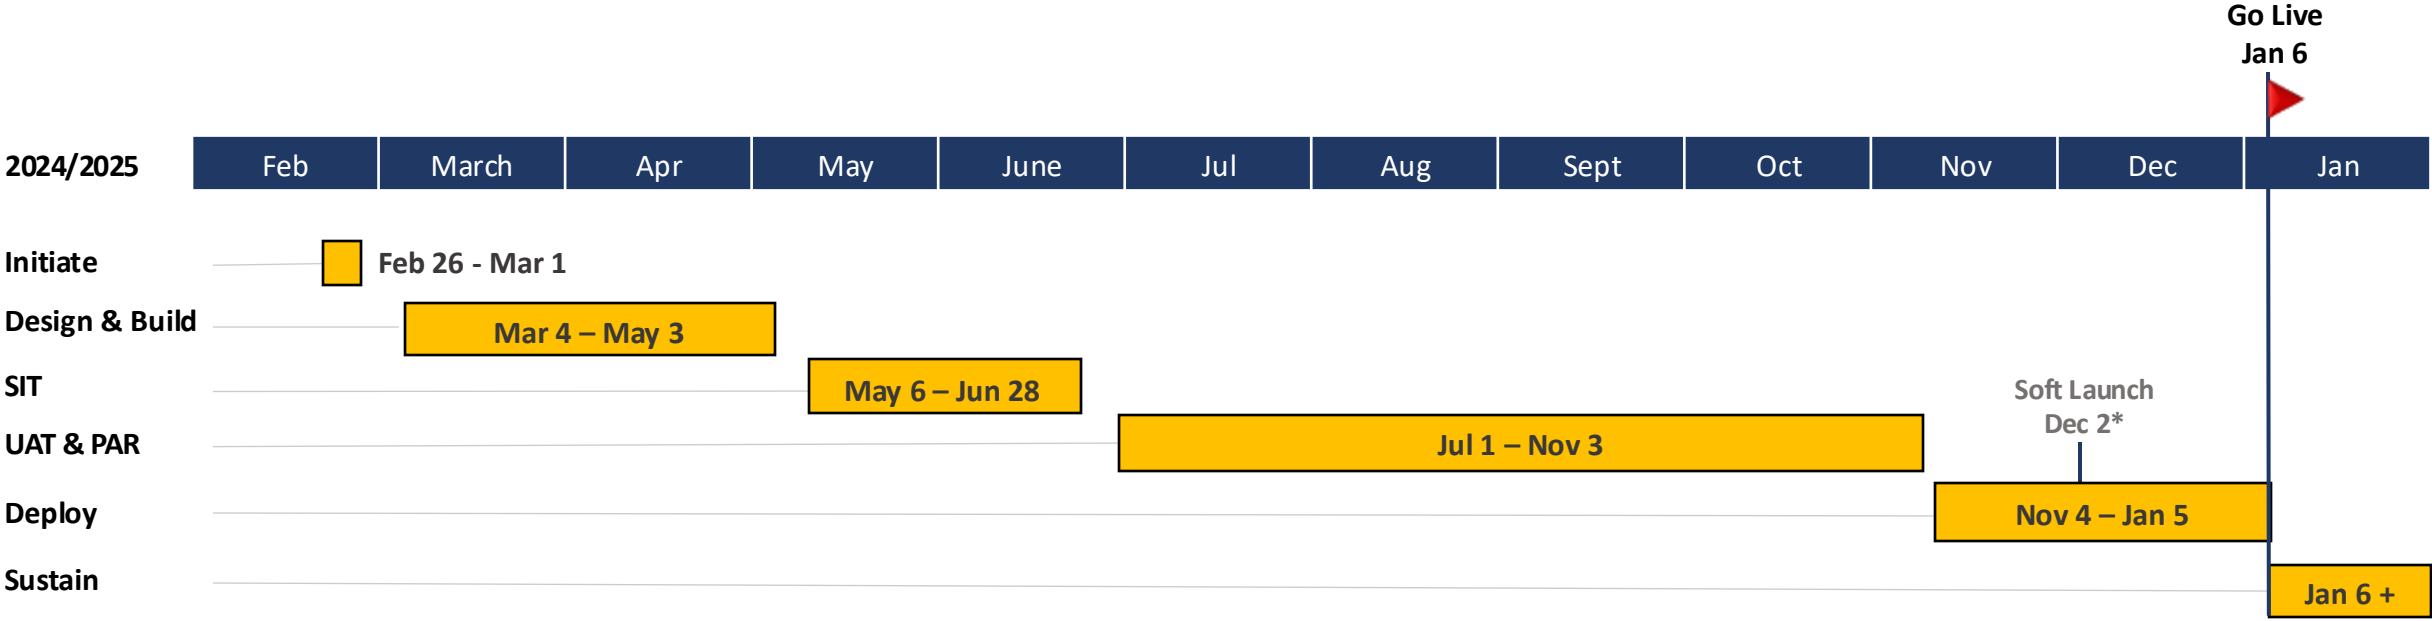 Go Live
Jan 6
2024/2025 Feb March Apr May June Jul Aug Sept Oct Nov Dec Jan
Initiate Feb 26 - Mar 1
Design & Build Mar 4 – May 3
SIT May 6 – Jun 28
Soft Launch
Dec 2*
UAT & PAR Jul 1 – Nov 3
Deploy Nov 4 – Jan 5
Sustain Jan 6 +